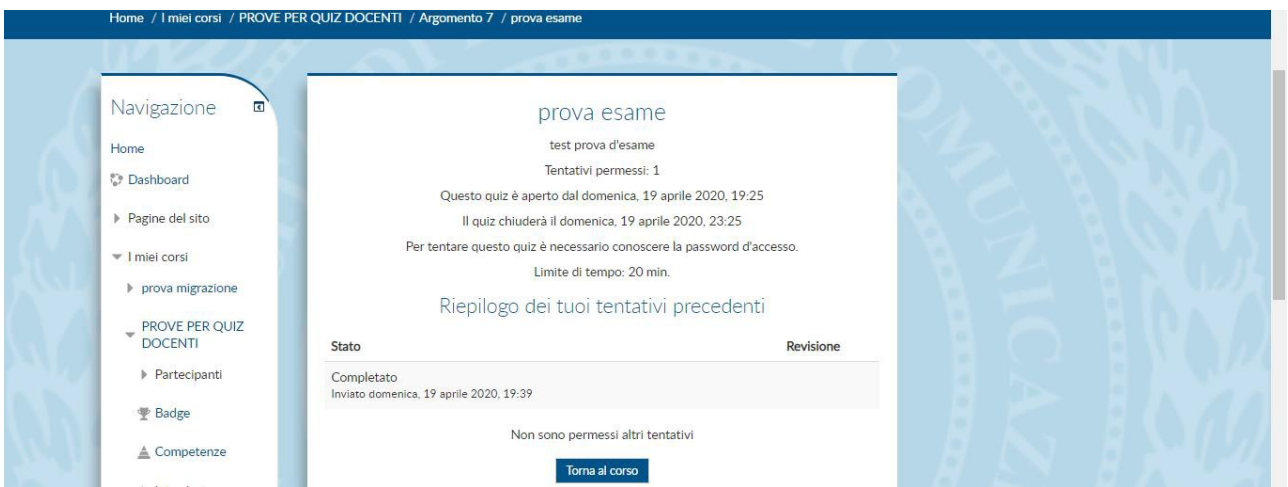 Home / I miei corsi / PROVE PER QUIZ DOCENTI / Argomento 7 / prova esame
Navigazione
Home
Dashboard
Pagine del sito
I miei corsi
prova migrazione
PROVE PER QUIZ
DOCENTI
Partecipanti
Badge
Competenze
prova esame
test prova d'esame
Tentativi permessi: 1
Questo quiz è aperto dal domenica, 19 aprile 2020, 19:25
Il quiz chiuderà il domenica, 19 aprile 2020, 23:25
Per tentare questo quiz è necessario conoscere la password d'accesso.
Limite di tempo: 20 min.
Riepilogo dei tuoi tentativi precedenti
Stato Revisione
Completato
Inviato domenica, 19 aprile 2020, 19:39
Non sono permessi altri tentativi
Torna al corso